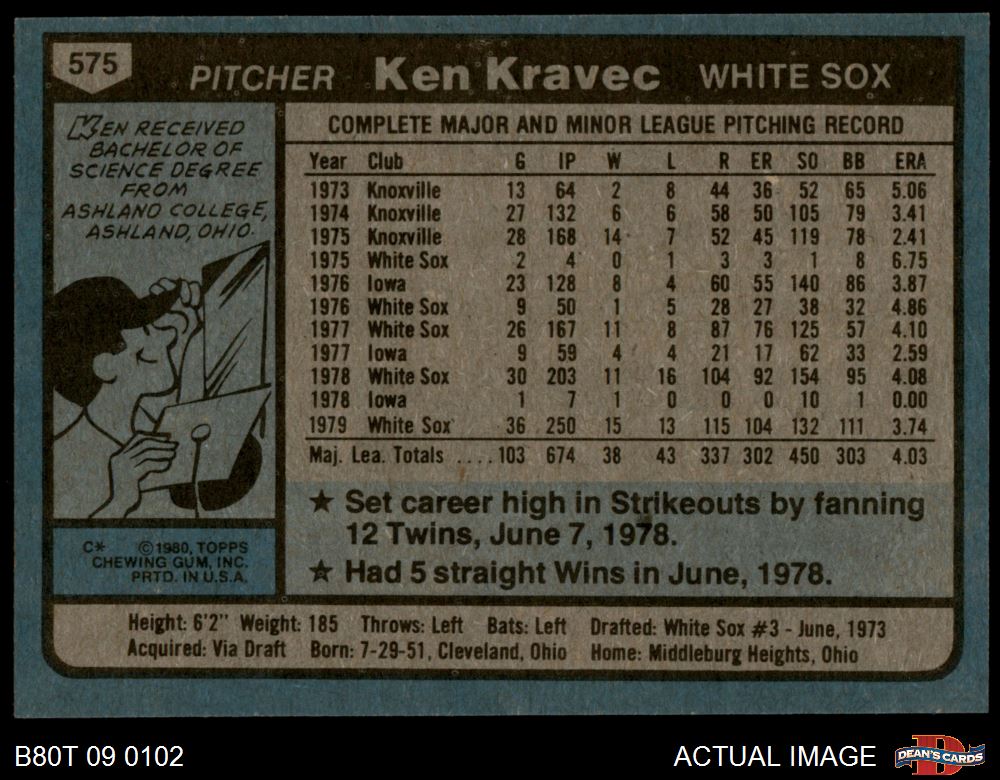 575 PITCHER Ken Kravec WHITE SOX
KEN RECEIVED
BACHELOR OF
SCIENCE DEGREE
FROM
ASHLAND COLLEGE,
ASHLAND, OHIO.
C* ©1980, TOPPS
CHEWING GUM, INC.
PRTD. IN U.S.A.
COMPLETE MAJOR AND MINOR LEAGUE PITCHING RECORD
Year Club G IP W L R ER SO BB ERA
1973 Knoxville 13 64 2 8 44 36 52 65 5.06
1974 Knoxville 27 132 6 6 58 50 105 79 3.41
1975 Knoxville 28 168 14 7 52 45 119 78 2.41
1975 White Sox 2 4 0 1 3 3 1 8 6.75
1976 Iowa 23 128 8 4 60 55 140 86 3.87
1976 White Sox 9 50 1 5 28 27 38 32 4.86
1977 White Sox 26 167 11 8 87 76 125 57 4.10
1977 Iowa 9 59 4 4 21 17 62 33 2.59
1978 White Sox 30 203 11 16 104 92 154 95 4.08
1978 Iowa 1 7 1 0 0 0 10 1 0.00
1979 White Sox 36 250 15 13 115 104 132 111 3.74
Maj. Lea. Totals ....103 674 38 43 337 302 450 303 4.03
★ Set career high in Strikeouts by fanning
12 Twins, June 7, 1978.
★ Had 5 straight Wins in June, 1978.
Height: 6'2" Weight: 185 Throws: Left Bats: Left Drafted: White Sox #3 - June, 1973
Acquired: Via Draft Born: 7-29-51, Cleveland, Ohio Home: Middleburg Heights, Ohio
B80T 09 0102 ACTUAL IMAGE D DEAN'S CARDS